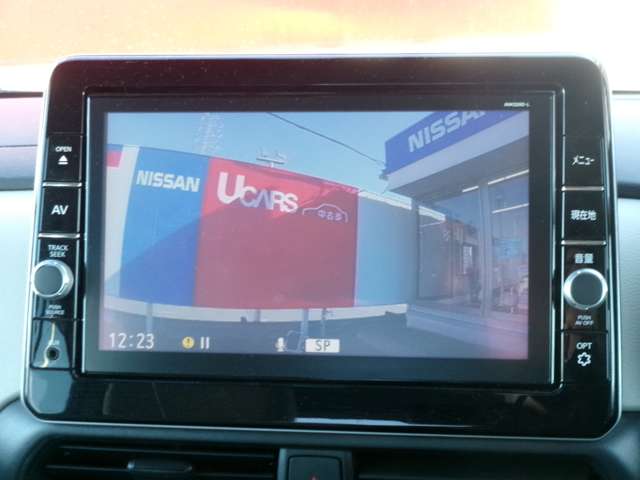 OPEN
AV
TRACK
SEEK
PUSH
SOURCE
NISSAN
UCARS
中古車
NISSAN
12:23
SP
メニュー
現在地
音量
PUSH
AV OFF
OPT